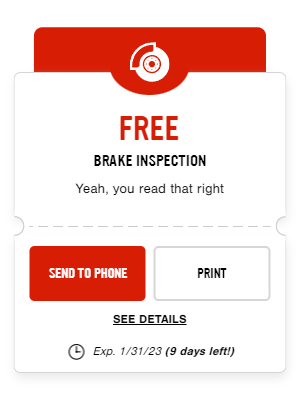 FREE
BRAKE INSPECTION
Yeah, you read that right
SEND TO PHONE
PRINT
SEE DETAILS
Exp. 1/31/23 (9 days left!)